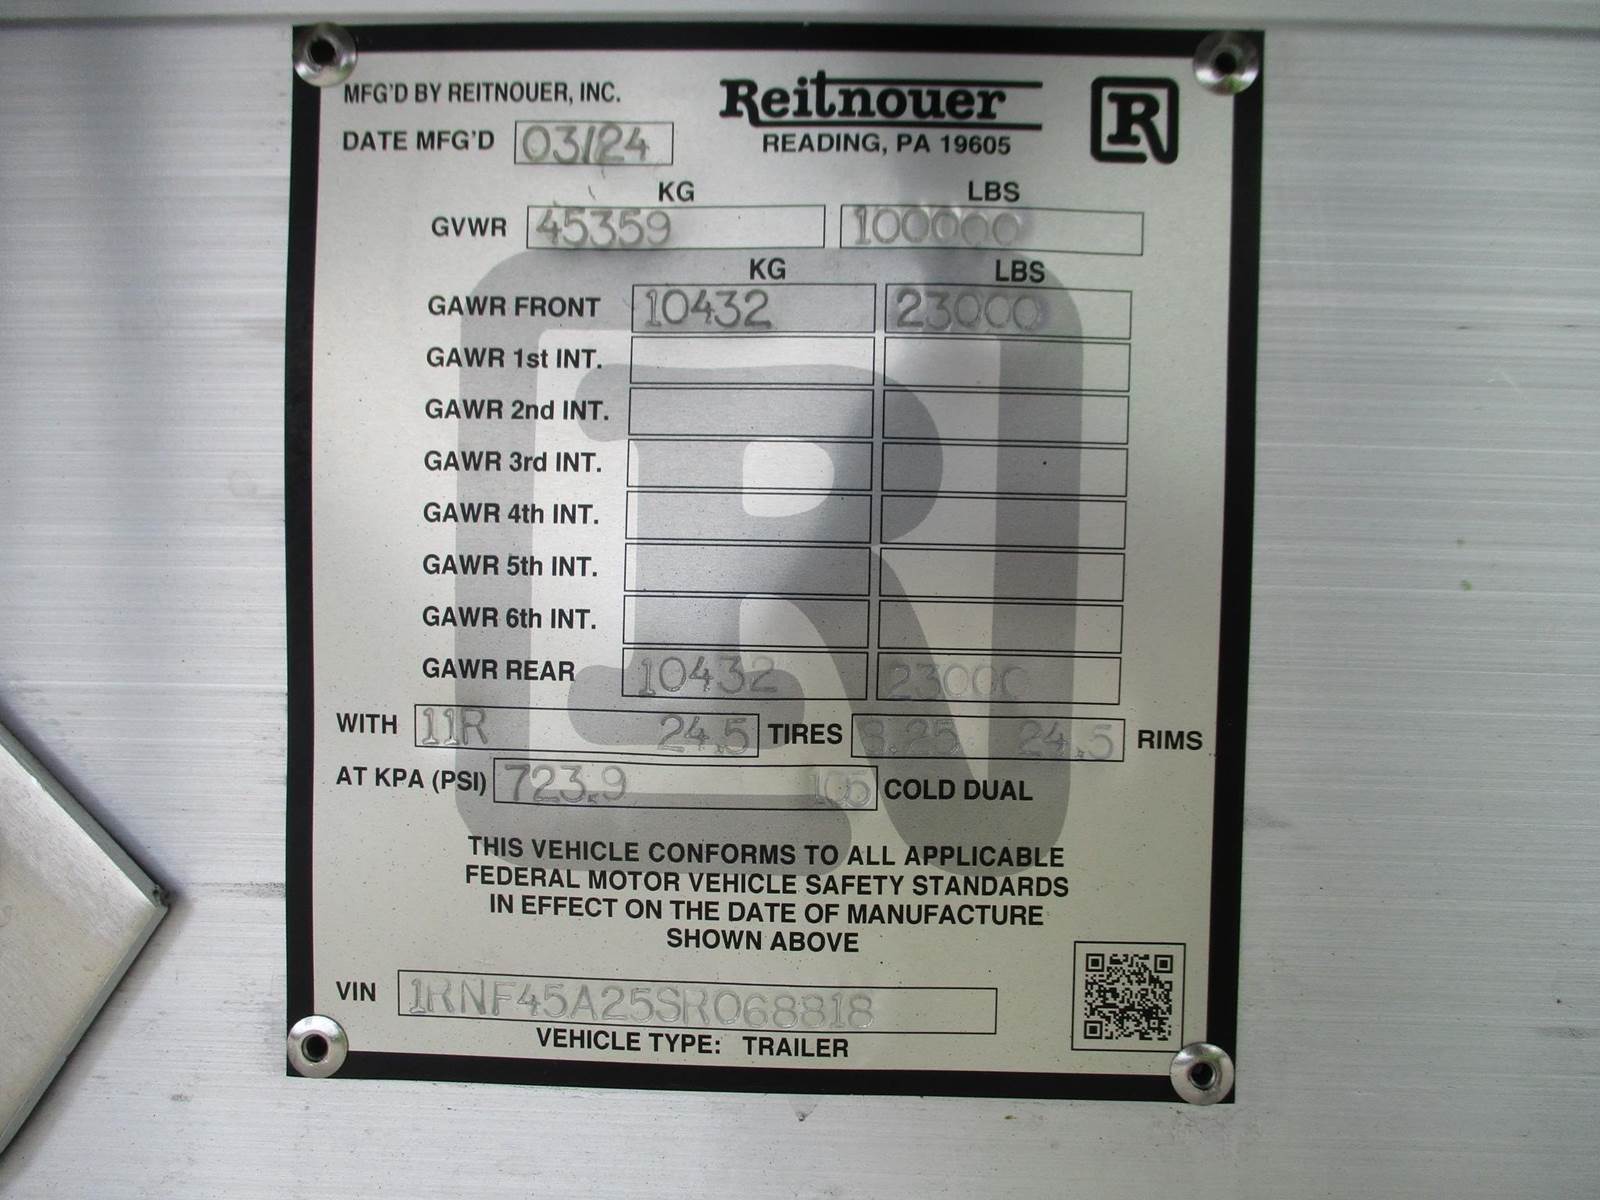 MFG'D BY REITNOUER, INC.
Reitnouer
R
DATE MFG'D 03/24
READING, PA 19605
KG LBS
GVWR 45359 100000
KG LBS
GAWR FRONT 10432 23000
GAWR 1st INT.
GAWR 2nd INT.
GAWR 3rd INT.
GAWR 4th INT.
GAWR 5th INT.
GAWR 6th INT.
GAWR REAR 10432 23000
WITH 11R 24.5 TIRES 8.25 24.5 RIMS
AT KPA (PSI) 723.9 105 COLD DUAL
THIS VEHICLE CONFORMS TO ALL APPLICABLE
FEDERAL MOTOR VEHICLE SAFETY STANDARDS
IN EFFECT ON THE DATE OF MANUFACTURE
SHOWN ABOVE
VIN 1RNF45A25SR068818
VEHICLE TYPE: TRAILER